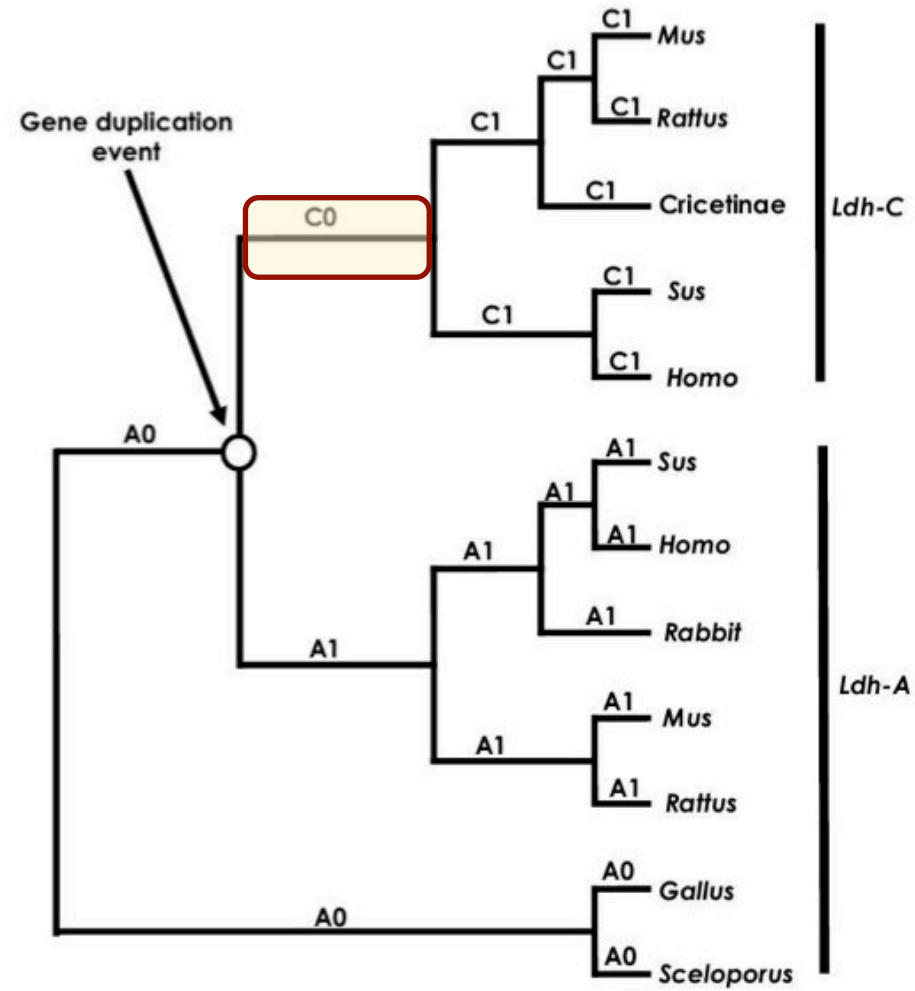 C1
Mus
C1
Gene duplication
event
C1
C1
Rattus
C1
Cricetinae
Ldh-C
C0
C1
Sus
C1
C1
Homo
A0
A1
Sus
A1
A1
Homo
A1
A1
Rabbit
A1
Ldh-A
A1
Mus
A1
A1
Rattus
A0
Gallus
A0
A0
Sceloporus